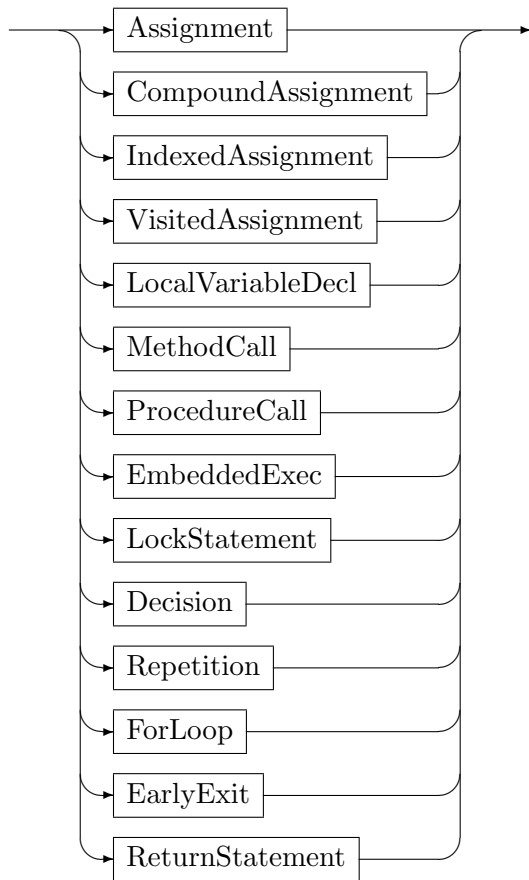 Assignment
CompoundAssignment
IndexedAssignment
VisitedAssignment
LocalVariableDecl
MethodCall
ProcedureCall
EmbeddedExec
LockStatement
Decision
Repetition
ForLoop
EarlyExit
ReturnStatement